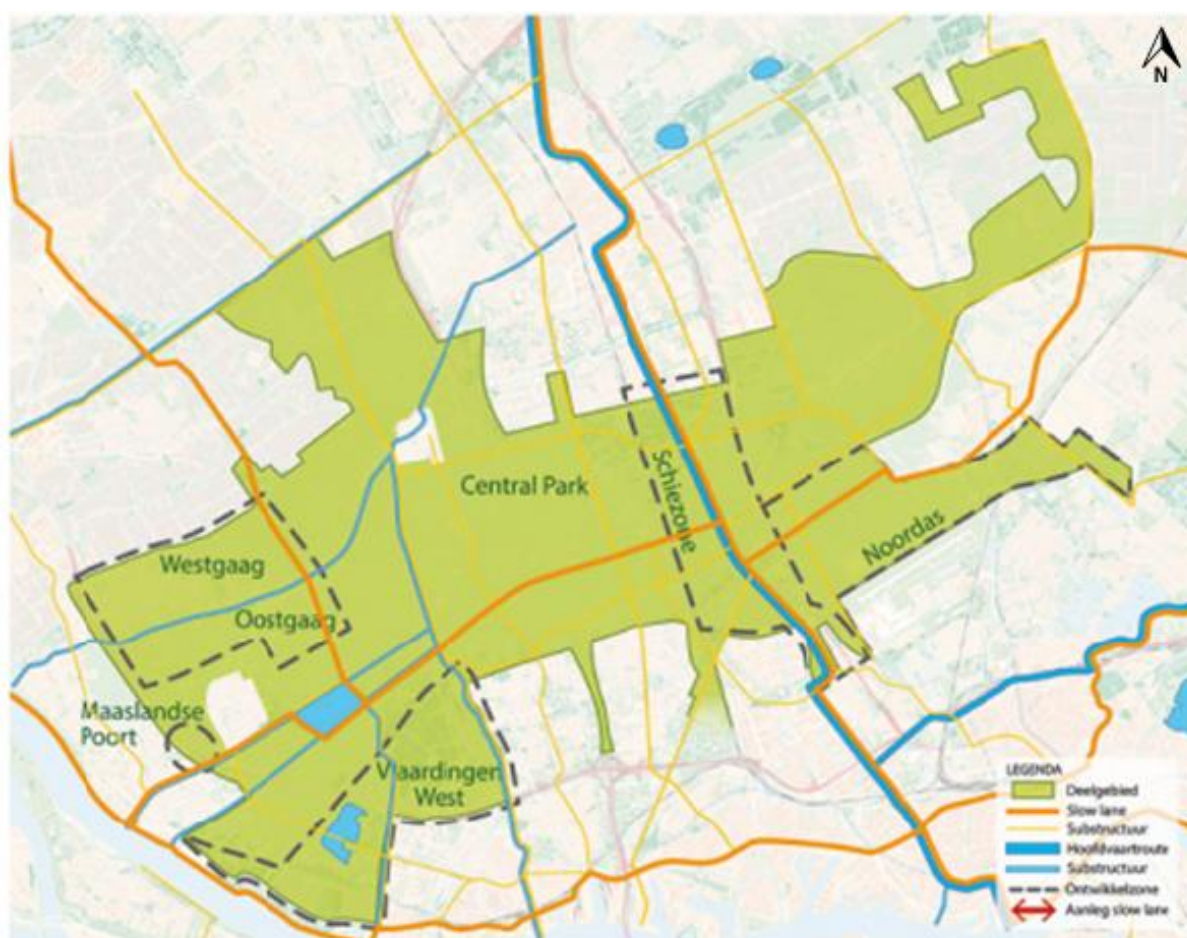 N
Central Park
Schiezone
Noordas
Westgaag
Oostgaag
Maaslandse
Poort
Vlaardingen
West
LEGENDA
Deelgebied
Slow lane
Substructuur
Hoofdvaartroute
Substructuur
Ontwikkelzone
Aanleg slow lane